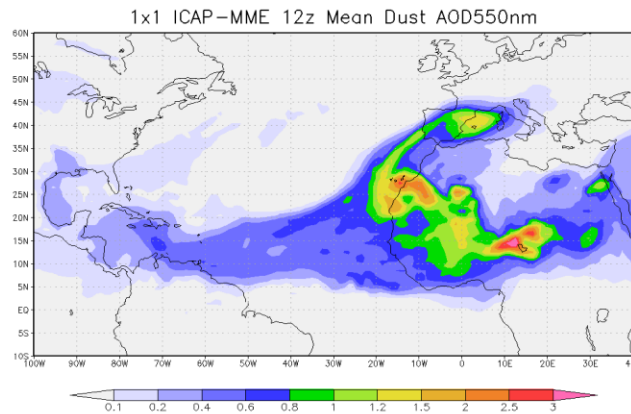 1x1 ICAP-MME 12z Mean Dust AOD550nm
60N
55N
50N
45N
40N
35N
30N
25N
20N
15N
10N
5N
EQ
5S
10S
100W 90W 80W 70W 60W 50W 40W 30W 20W 10W 0 10E 20E 30E
0.1 0.2 0.4 0.6 0.8 1 1.2 1.5 2 2.5 3